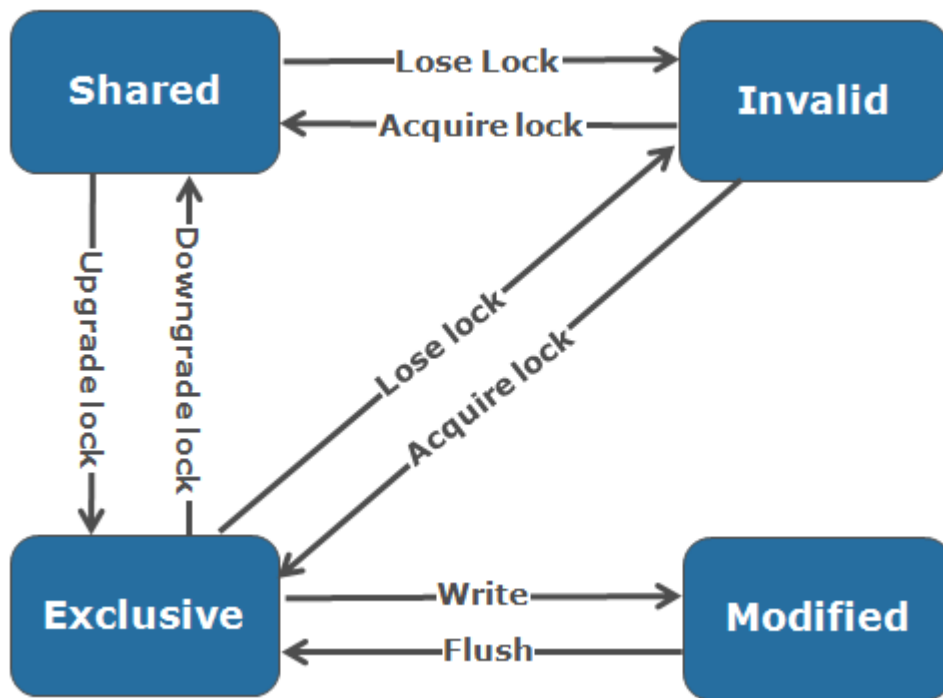 Shared
Lose Lock
Invalid
Acquire lock
Upgrade lock
Downgrade lock
Lose lock
Acquire lock
Exclusive
Write
Modified
Flush